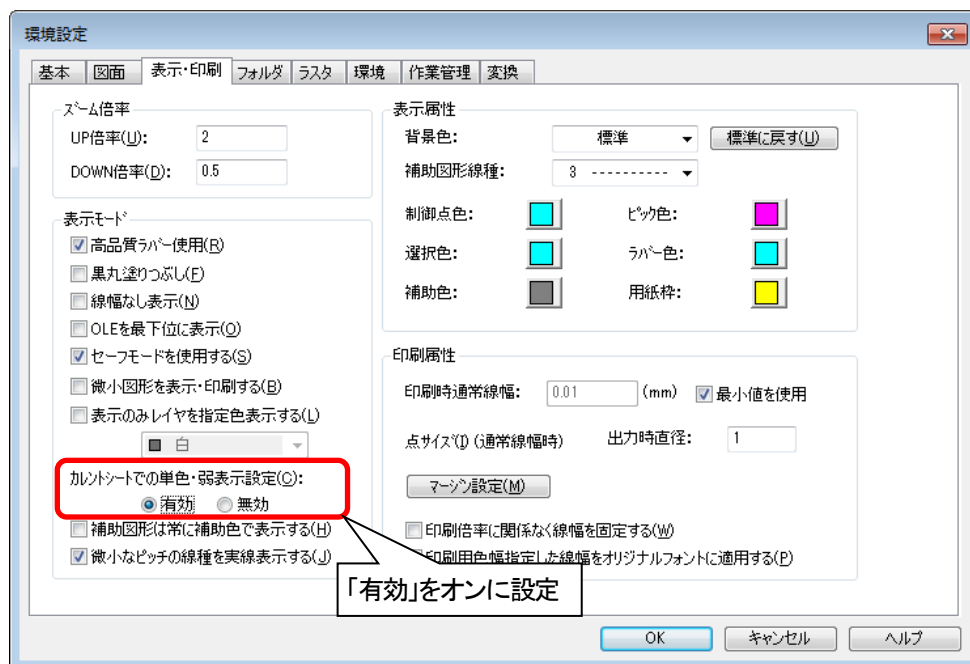 環境設定
基本 図面 表示・印刷 フォルダ ラスタ 環境 作業管理 変換
ズーム倍率
UP倍率(U): 2
DOWN倍率(D): 0.5
表示モード
高品質ラバー使用(R)
黒丸塗りつぶし(F)
線幅なし表示(N)
OLEを最下位に表示(O)
セーフモードを使用する(S)
微小図形を表示・印刷する(B)
表示のみレイヤを指定色表示する(L)
白
カレントシートでの単色・弱表示設定(C):
有効 無効
補助図形は常に補助色で表示する(H)
微小なピッチの線種を実線表示する(J)
表示属性
背景色: 標準 標準に戻す(U)
補助図形線種: 3 ----------
制御点色: ピック色:
選択色: ラバー色:
補助色: 用紙枠:
印刷属性
印刷時通常線幅: 0.01 (mm) 最小値を使用
点サイズ(I) (通常線幅時) 出力時直径: 1
マージン設定(M)
印刷倍率に関係なく線幅を固定する(W)
印刷用色幅指定した線幅をオリジナルフォントに適用する(P)
「有効」をオンに設定
OK キャンセル ヘルプ